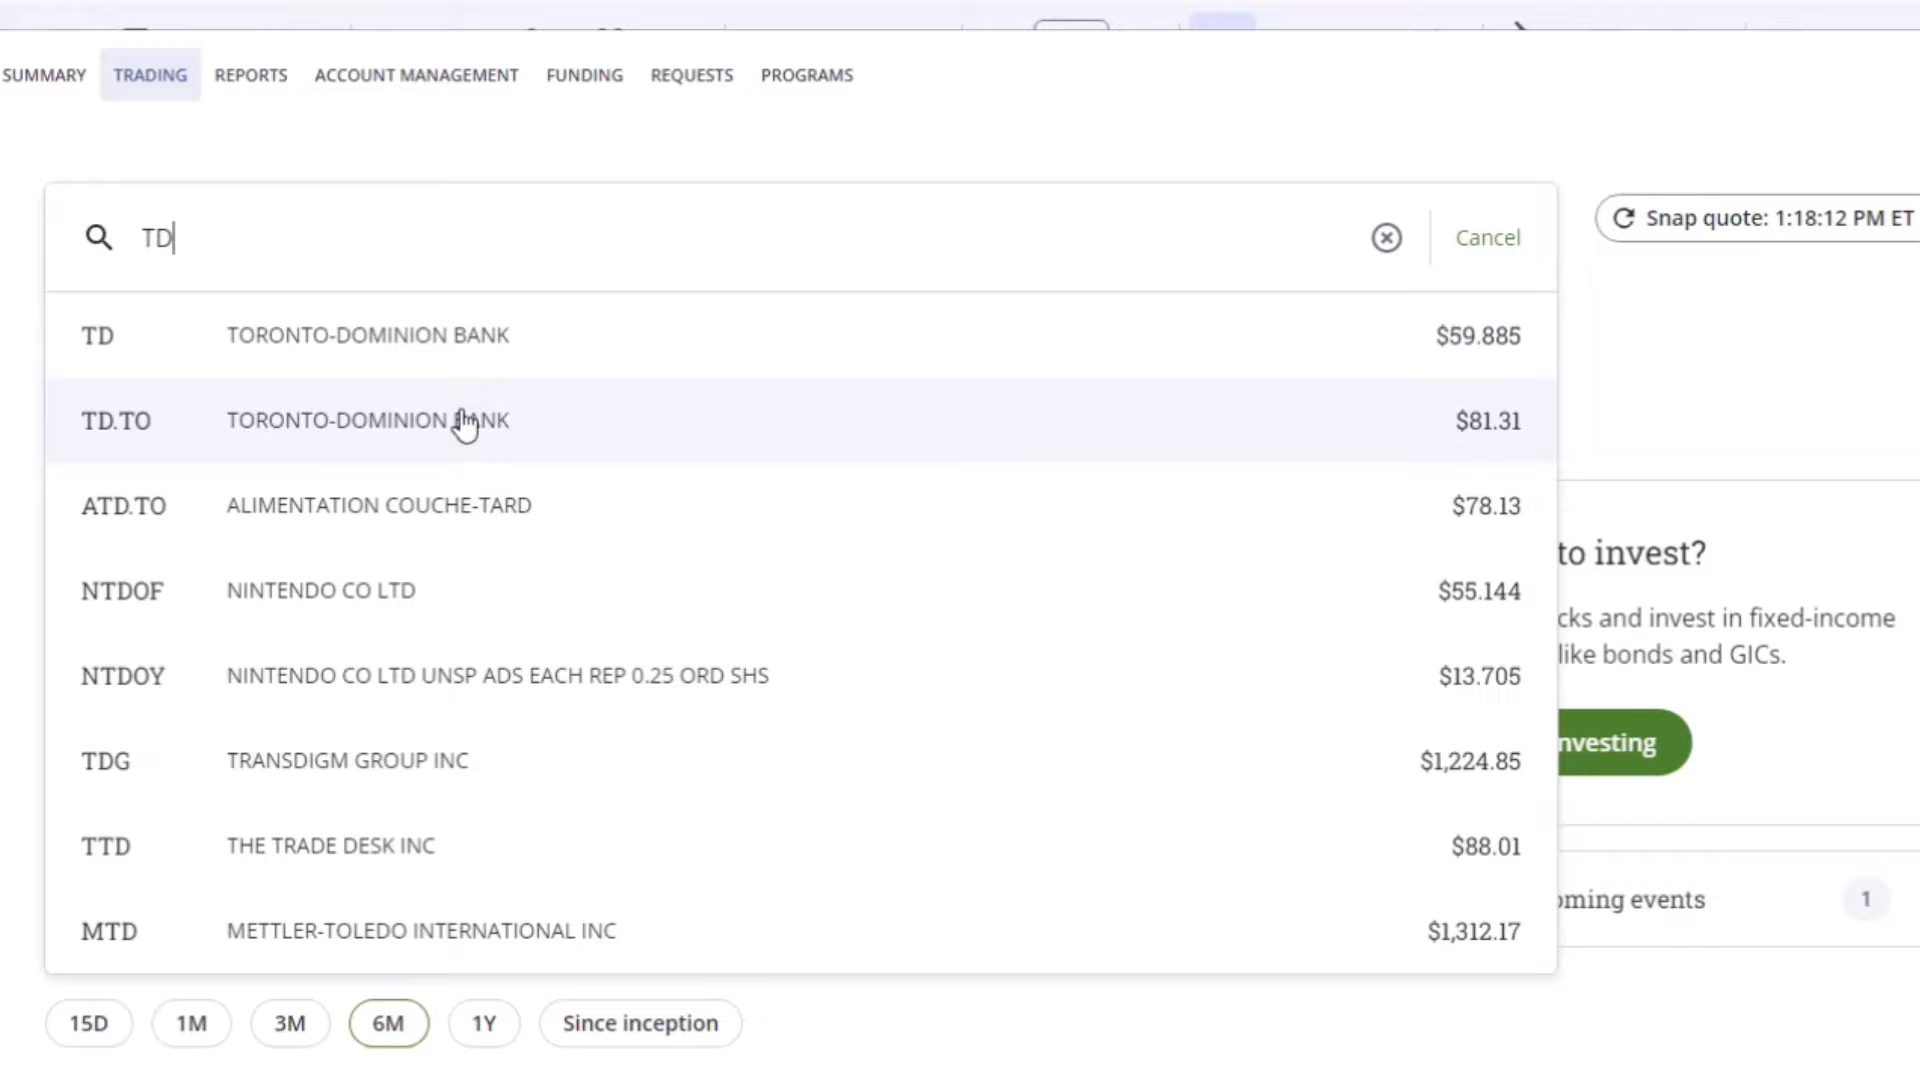 SUMMARY TRADING REPORTS ACCOUNT MANAGEMENT FUNDING REQUESTS PROGRAMS
TD Cancel
Snap quote: 1:18:12 PM ET
TD TORONTO-DOMINION BANK $59.885
TD.TO TORONTO-DOMINION BANK $81.31
ATD.TO ALIMENTATION COUCHE-TARD $78.13
NTDOF NINTENDO CO LTD $55.144
NTDOY NINTENDO CO LTD UNSP ADS EACH REP 0.25 ORD SHS $13.705
TDG TRANSDIGM GROUP INC $1,224.85
TTD THE TRADE DESK INC $88.01
MTD METTLER-TOLEDO INTERNATIONAL INC $1,312.17
to invest?
cks and invest in fixed-income
like bonds and GICs.
nvesting
oming events 1
15D 1M 3M 6M 1Y Since inception